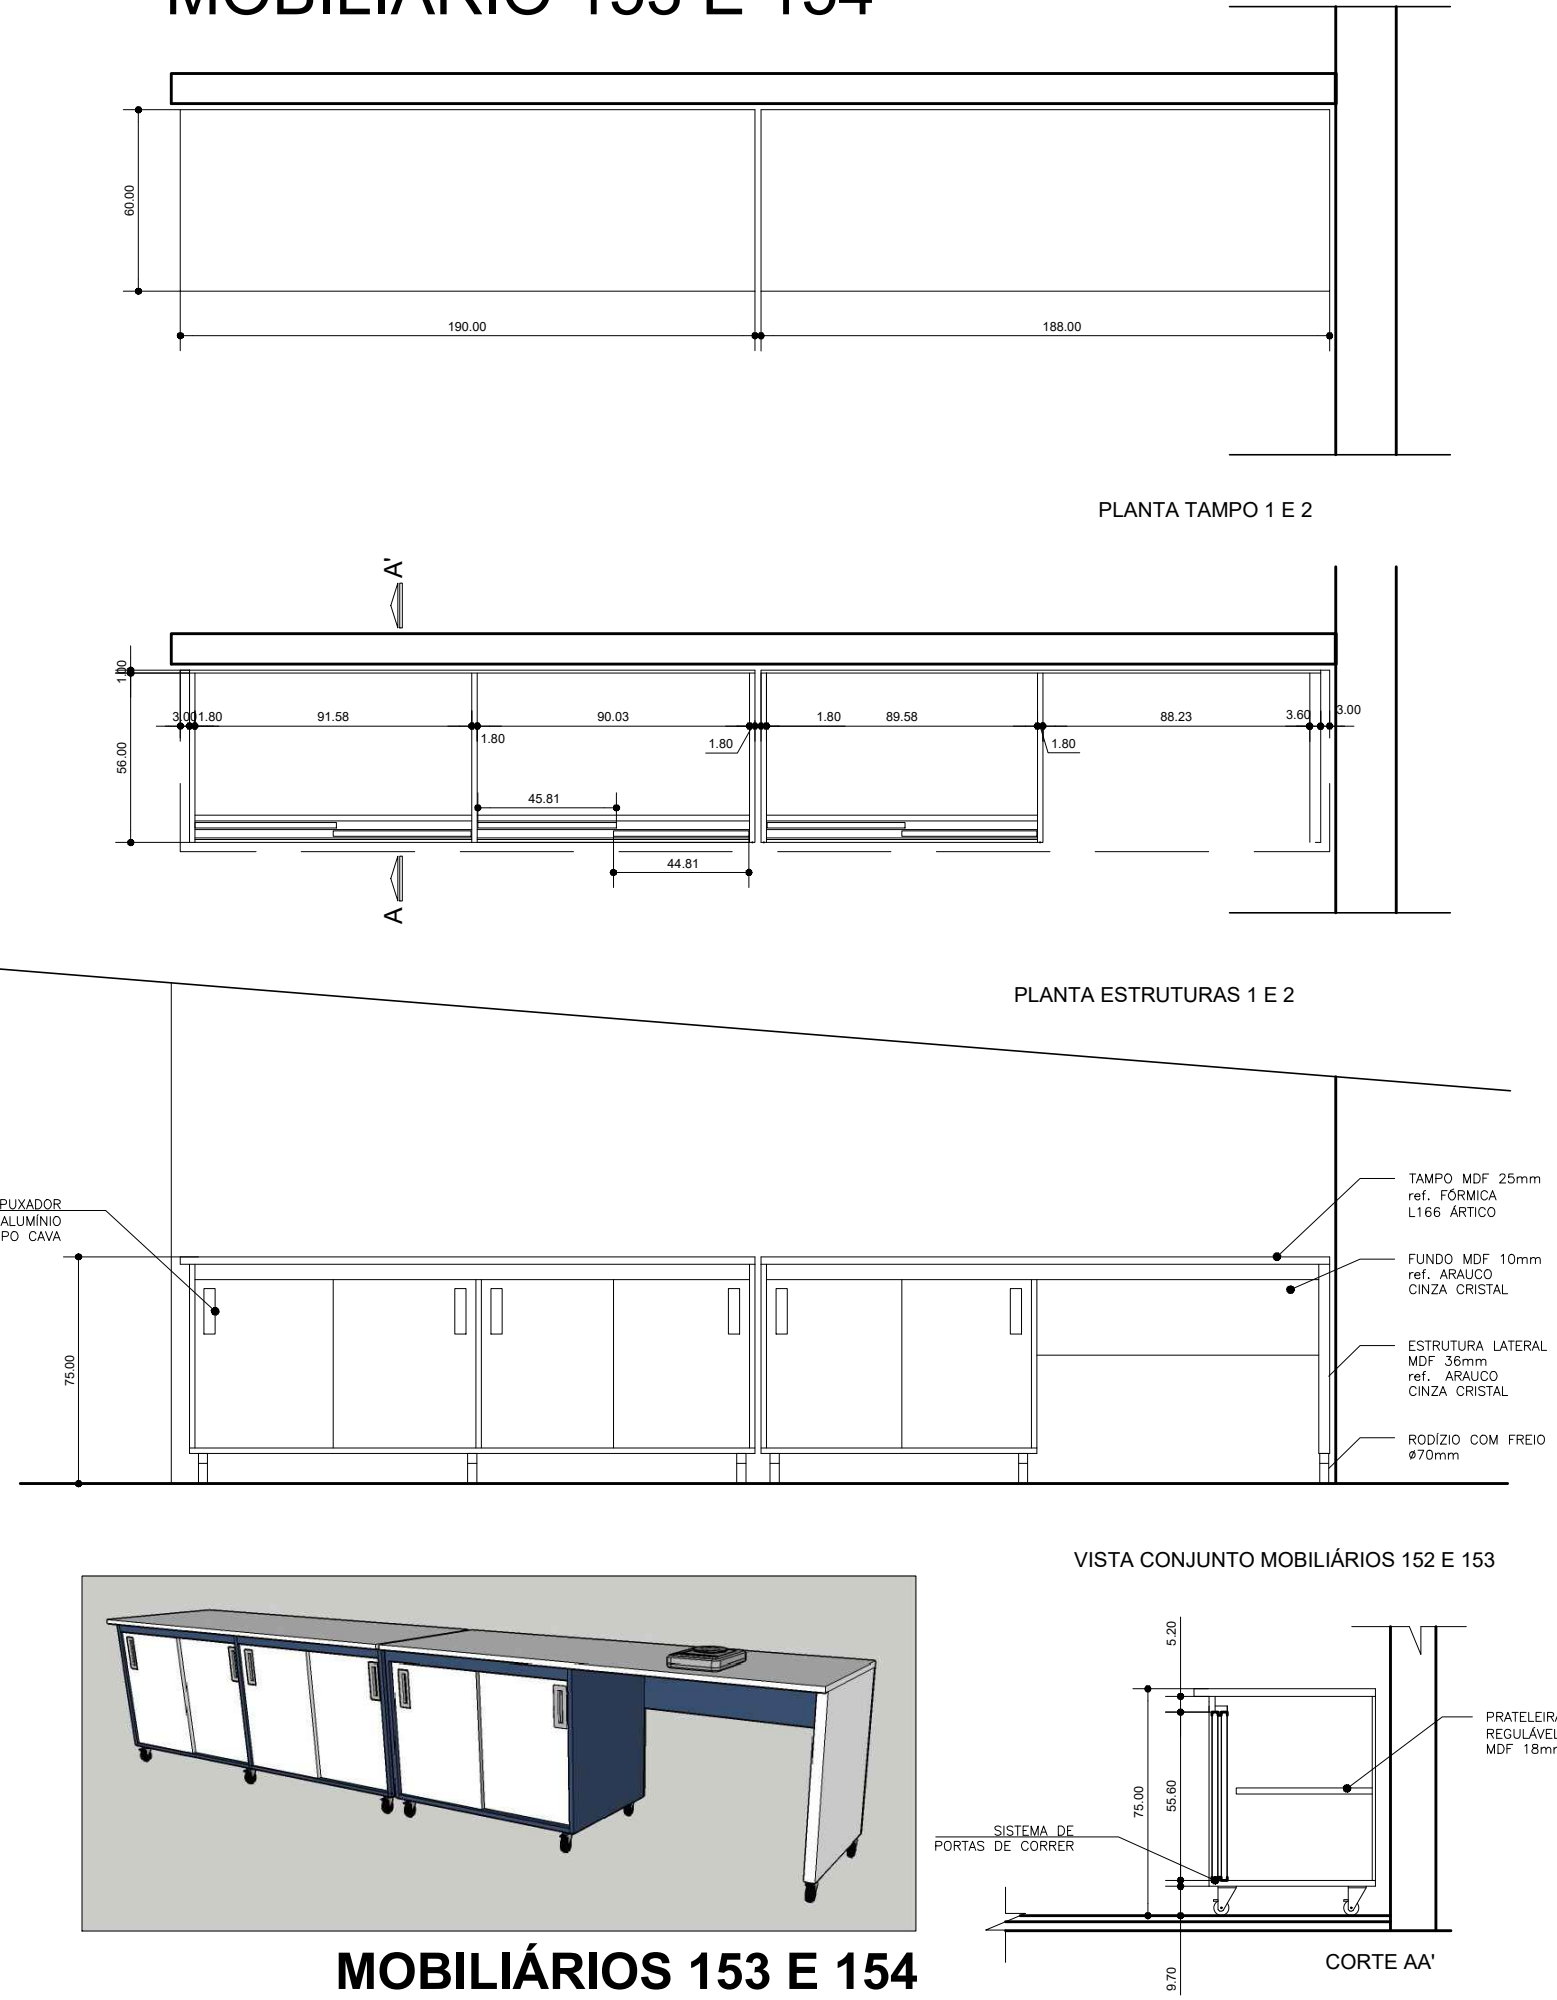 MOBILIÁRIO 153 E 154
60.00
190.00
188.00
PLANTA TAMPO 1 E 2
A'
1.00
3.00
1.80
91.58
1.80
90.03
1.80
1.80
89.58
1.80
88.23
3.60
3.00
56.00
45.81
44.81
A
PLANTA ESTRUTURAS 1 E 2
PUXADOR
ALUMÍNIO
PO CAVA
75.00
TAMPO MDF 25mm
ref. FÓRMICA
L166 ÁRTICO
FUNDO MDF 10mm
ref. ARAUCO
CINZA CRISTAL
ESTRUTURA LATERAL
MDF 36mm
ref. ARAUCO
CINZA CRISTAL
RODÍZIO COM FREIO
ø70mm
VISTA CONJUNTO MOBILIÁRIOS 152 E 153
5.20
75.00
55.60
9.70
PRATELEIRA
REGULÁVEL
MDF 18mm
SISTEMA DE
PORTAS DE CORRER
CORTE AA'
MOBILIÁRIOS 153 E 154